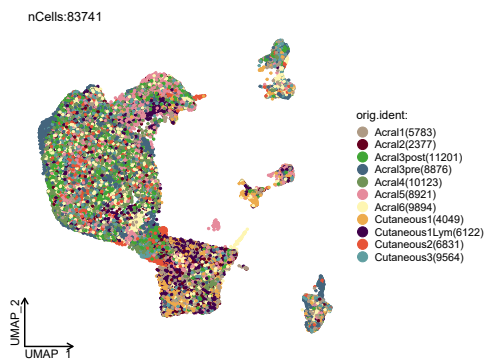 nCells:83741
orig.ident:
Acral1(5783)
Acral2(2377)
Acral3post(11201)
Acral3pre(8876)
Acral4(10123)
Acral5(8921)
Acral6(9894)
Cutaneous1(4049)
Cutaneous1Lym(6122)
Cutaneous2(6831)
Cutaneous3(9564)
UMAP_2
UMAP_1